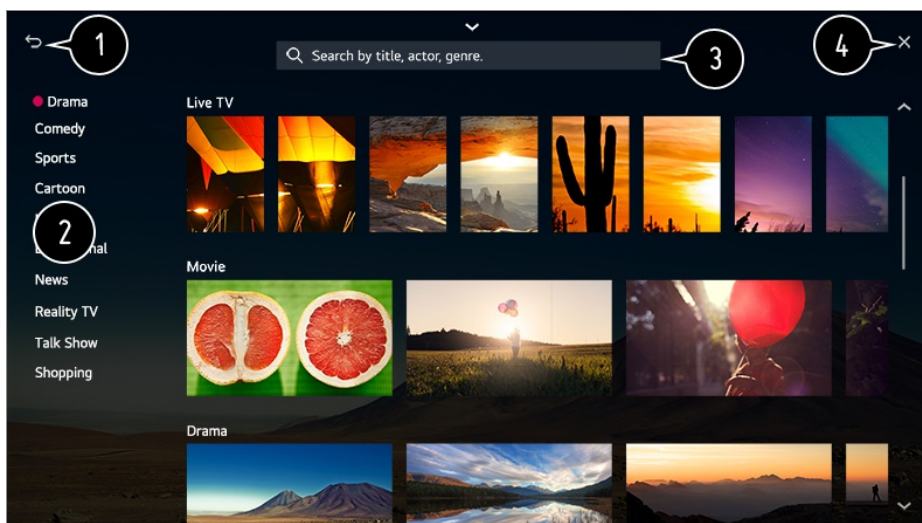 1
4
Search by title, actor, genre.
3
Drama
Comedy
Sports
Cartoon
2
News
Reality TV
Talk Show
Shopping
Live TV
Movie
Drama